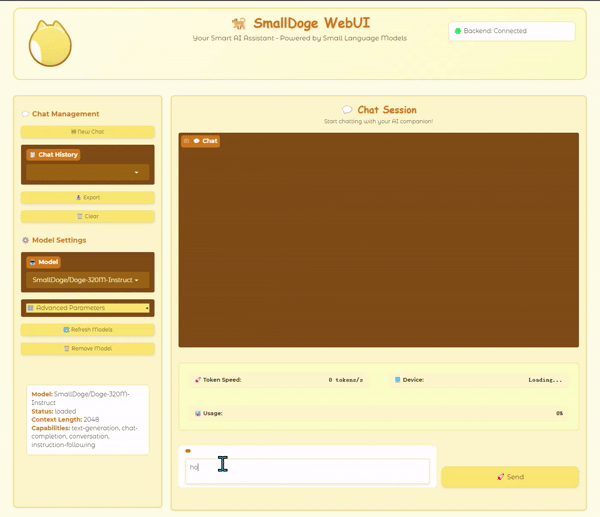 SmallDoge WebUI
Your Smart AI Assistant - Powered by Small Language Models
Backend: Connected
Chat Management
New Chat
Chat History
Export
Clear
Model Settings
Model
SmallDoge/Doge-320M-Instruct
Advanced Parameters
Refresh Models
Remove Model
Model: SmallDoge/Doge-320M-
Instruct
Status: loaded
Context Length: 2048
Capabilities: text-generation, chat-
completion, conversation,
instruction-following
Chat Session
Start chatting with your AI companion!
Chat
Token Speed: 0 tokens/s
Device: Loading...
Usage: 0%
ha
Send